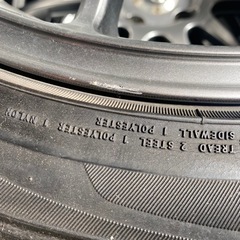 TREAD 2 STEEL 1 POLYESTER 1 NYLON
SIDEWALL 1 POLYESTER